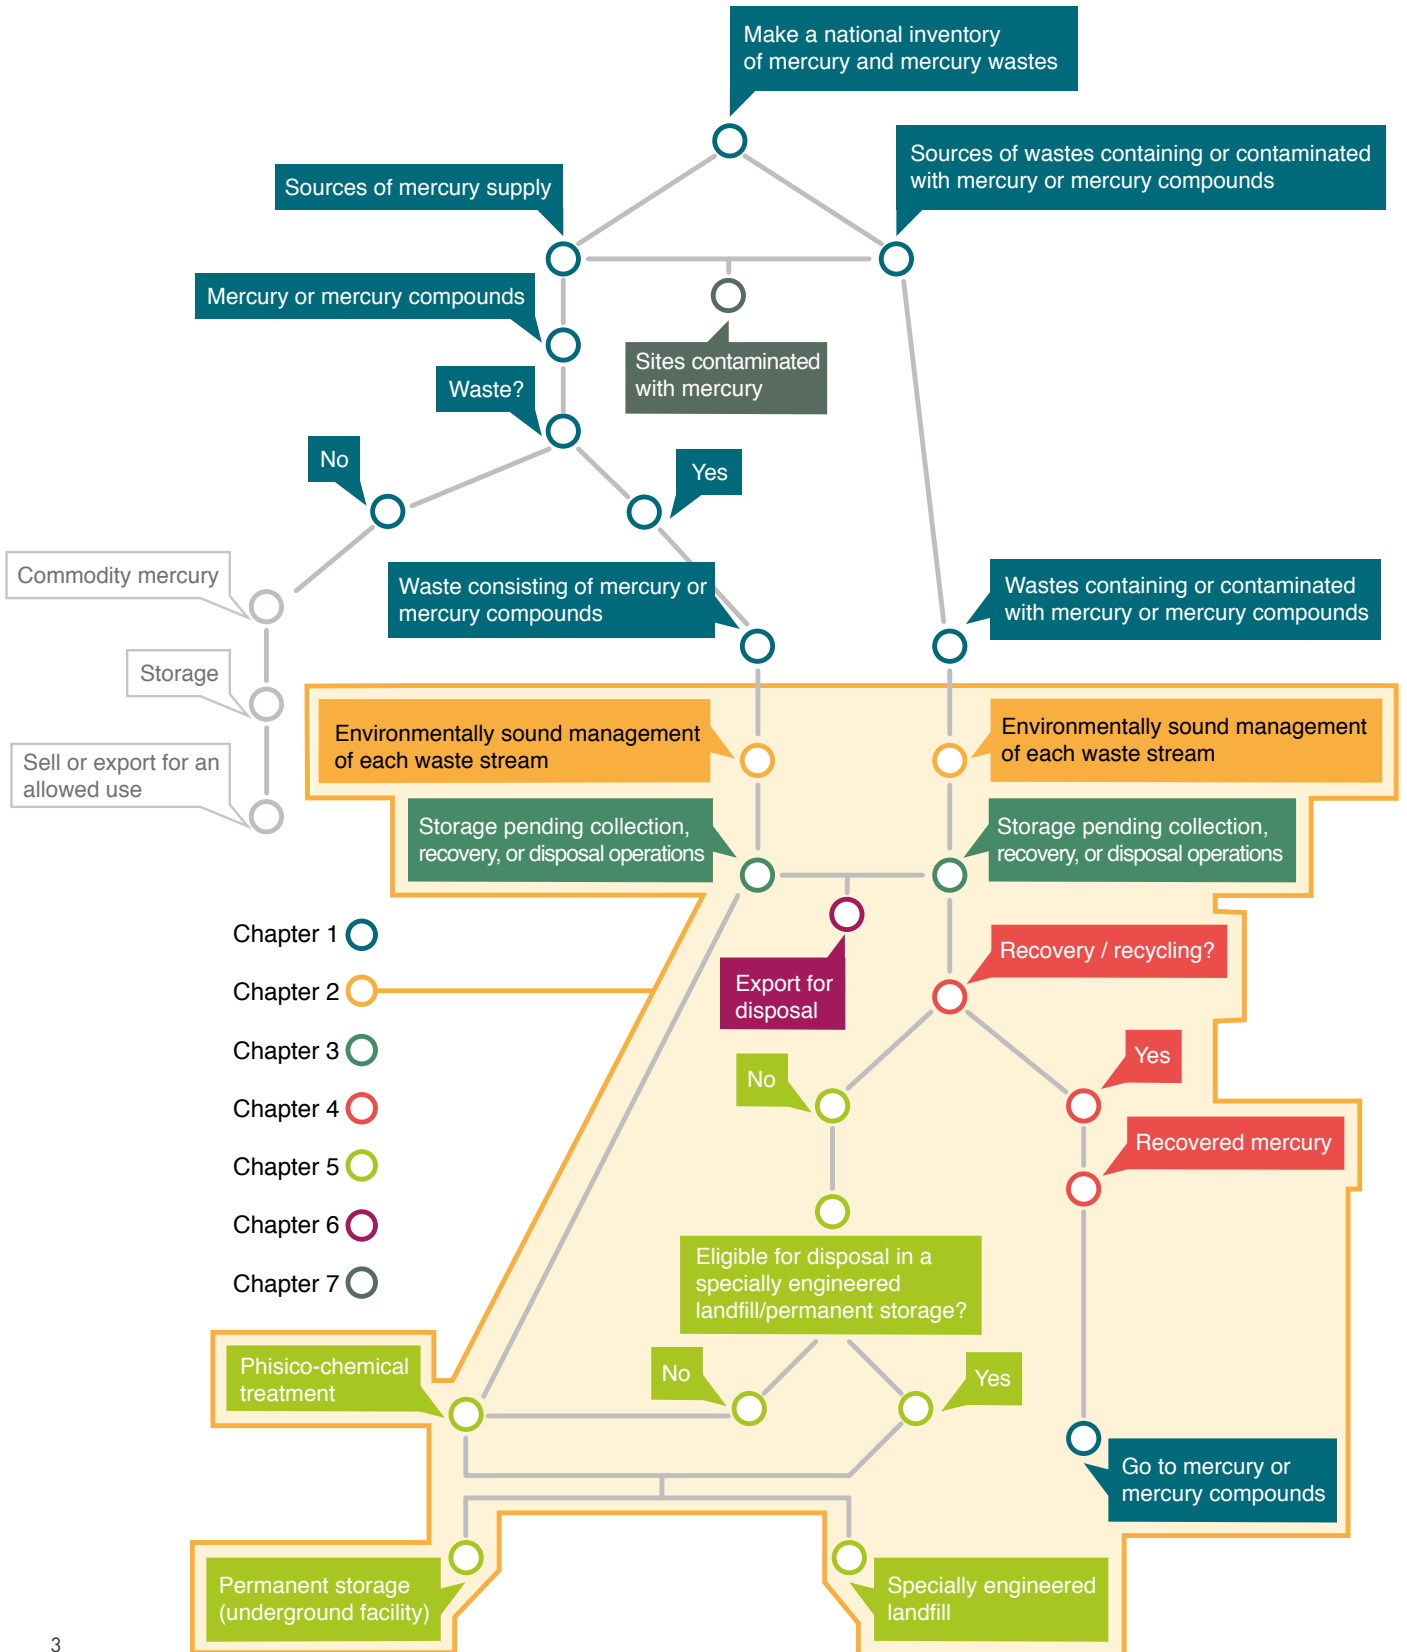 Make a national inventory
of mercury and mercury wastes
Sources of wastes containing or contaminated
with mercury or mercury compounds
Sources of mercury supply
Mercury or mercury compounds
Sites contaminated
with mercury
Waste?
No
Yes
Commodity mercury
Waste consisting of mercury or
mercury compounds
Wastes containing or contaminated
with mercury or mercury compounds
Storage
Sell or export for an
allowed use
Environmentally sound management
of each waste stream
Environmentally sound management
of each waste stream
Storage pending collection,
recovery, or disposal operations
Storage pending collection,
recovery, or disposal operations
Export for
disposal
Recovery / recycling?
No
Yes
Recovered mercury
Chapter 1
Chapter 2
Chapter 3
Chapter 4
Chapter 5
Chapter 6
Chapter 7
Eligible for disposal in a
specially engineered
landfill/permanent storage?
Phisico-chemical
treatment
No
Yes
Go to mercury or
mercury compounds
Permanent storage
(underground facility)
Specially engineered
landfill
3